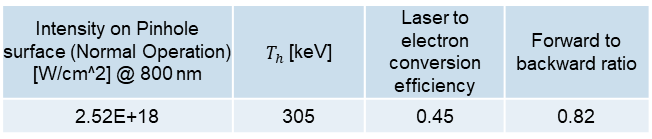 Intensity on Pinhole
surface (Normal Operation)
[W/cm^2] @ 800 nm
T_h [keV]
Laser to
electron
conversion
efficiency
Forward to
backward ratio
2.52E+18
305
0.45
0.82